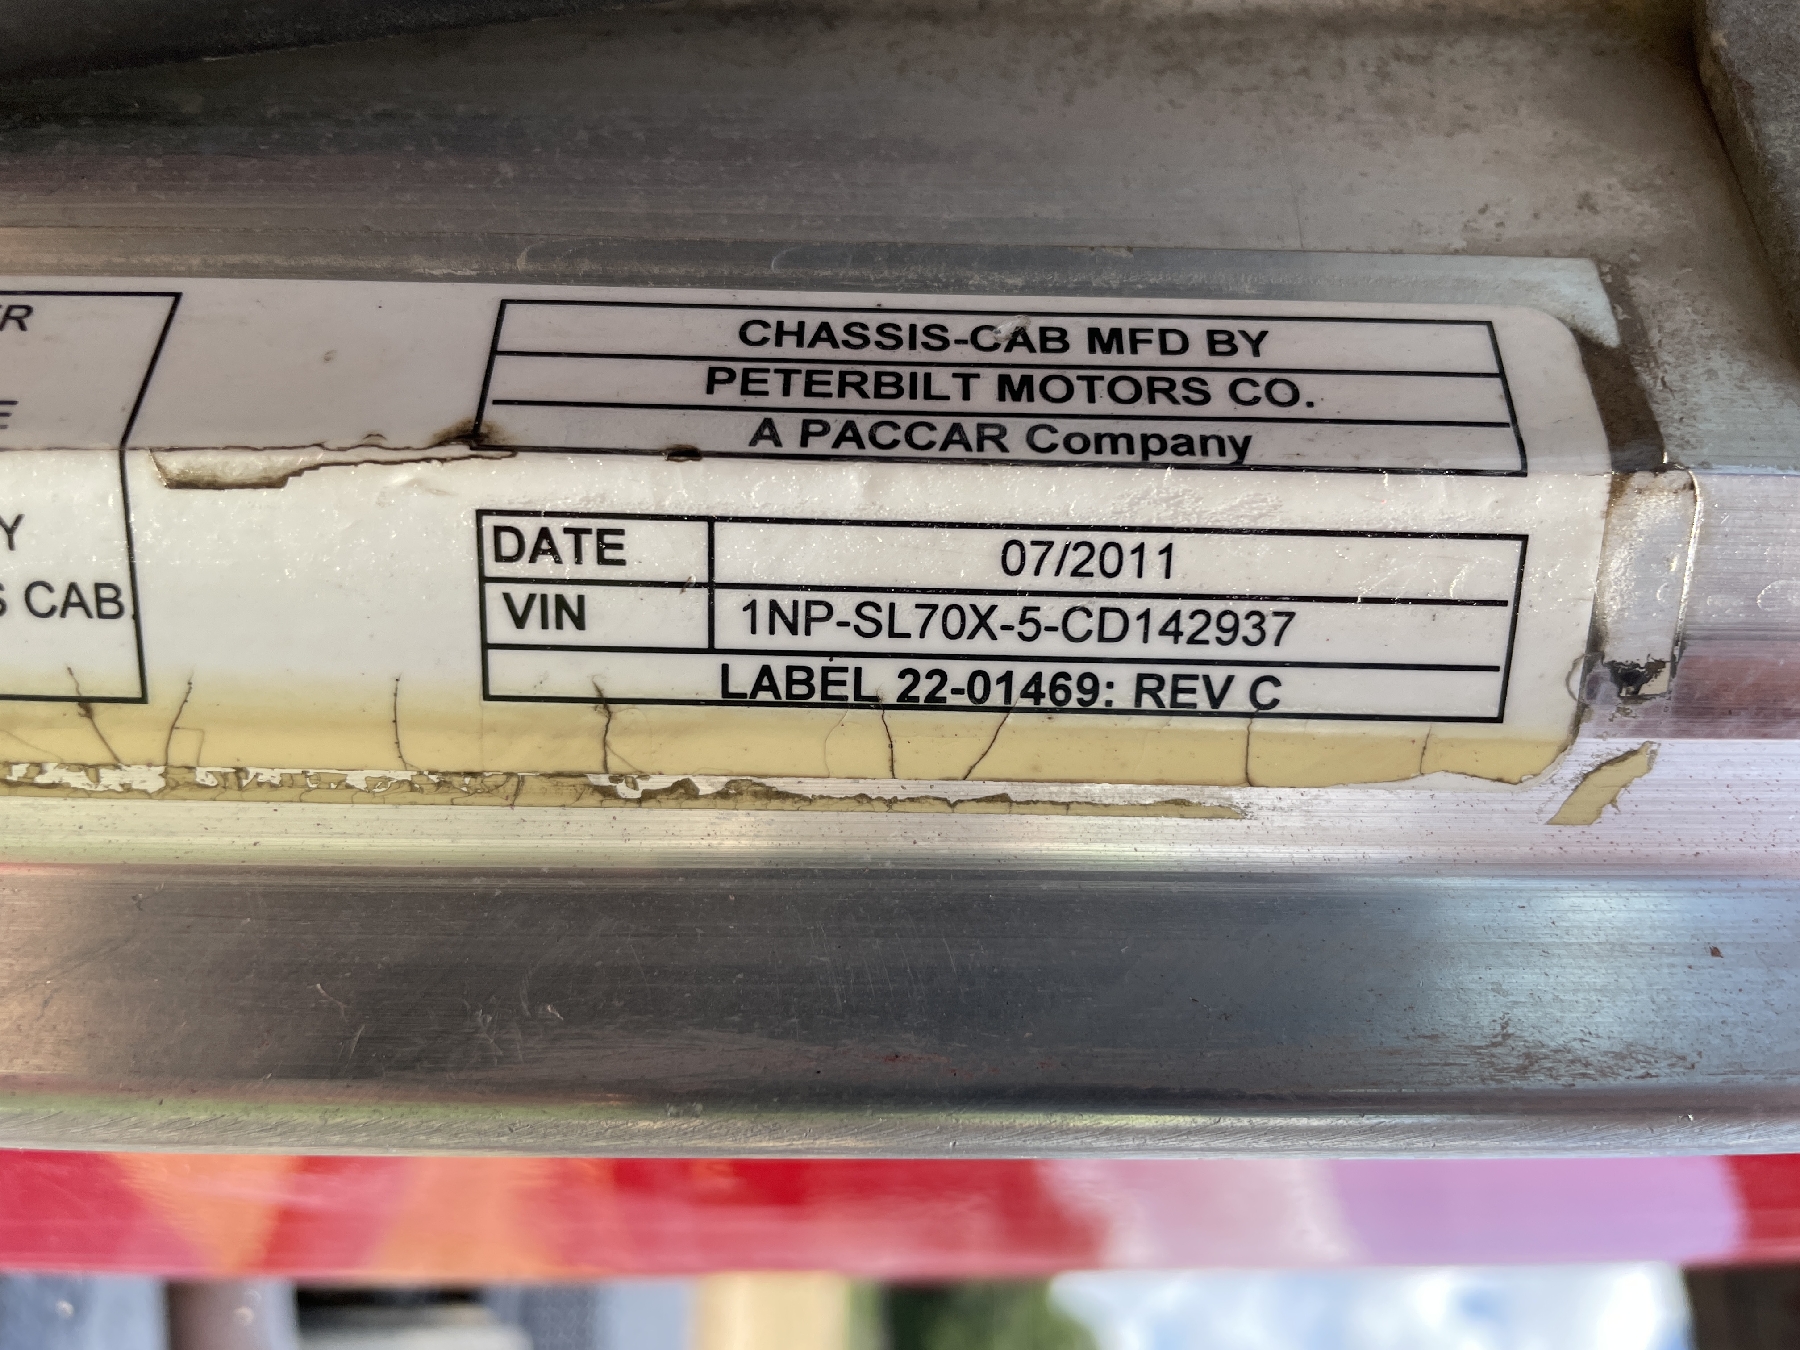 R
E
Y
S CAB.
CHASSIS-CAB MFD BY
PETERBILT MOTORS CO.
A PACCAR Company
DATE 07/2011
VIN 1NP-SL70X-5-CD142937
LABEL 22-01469: REV C